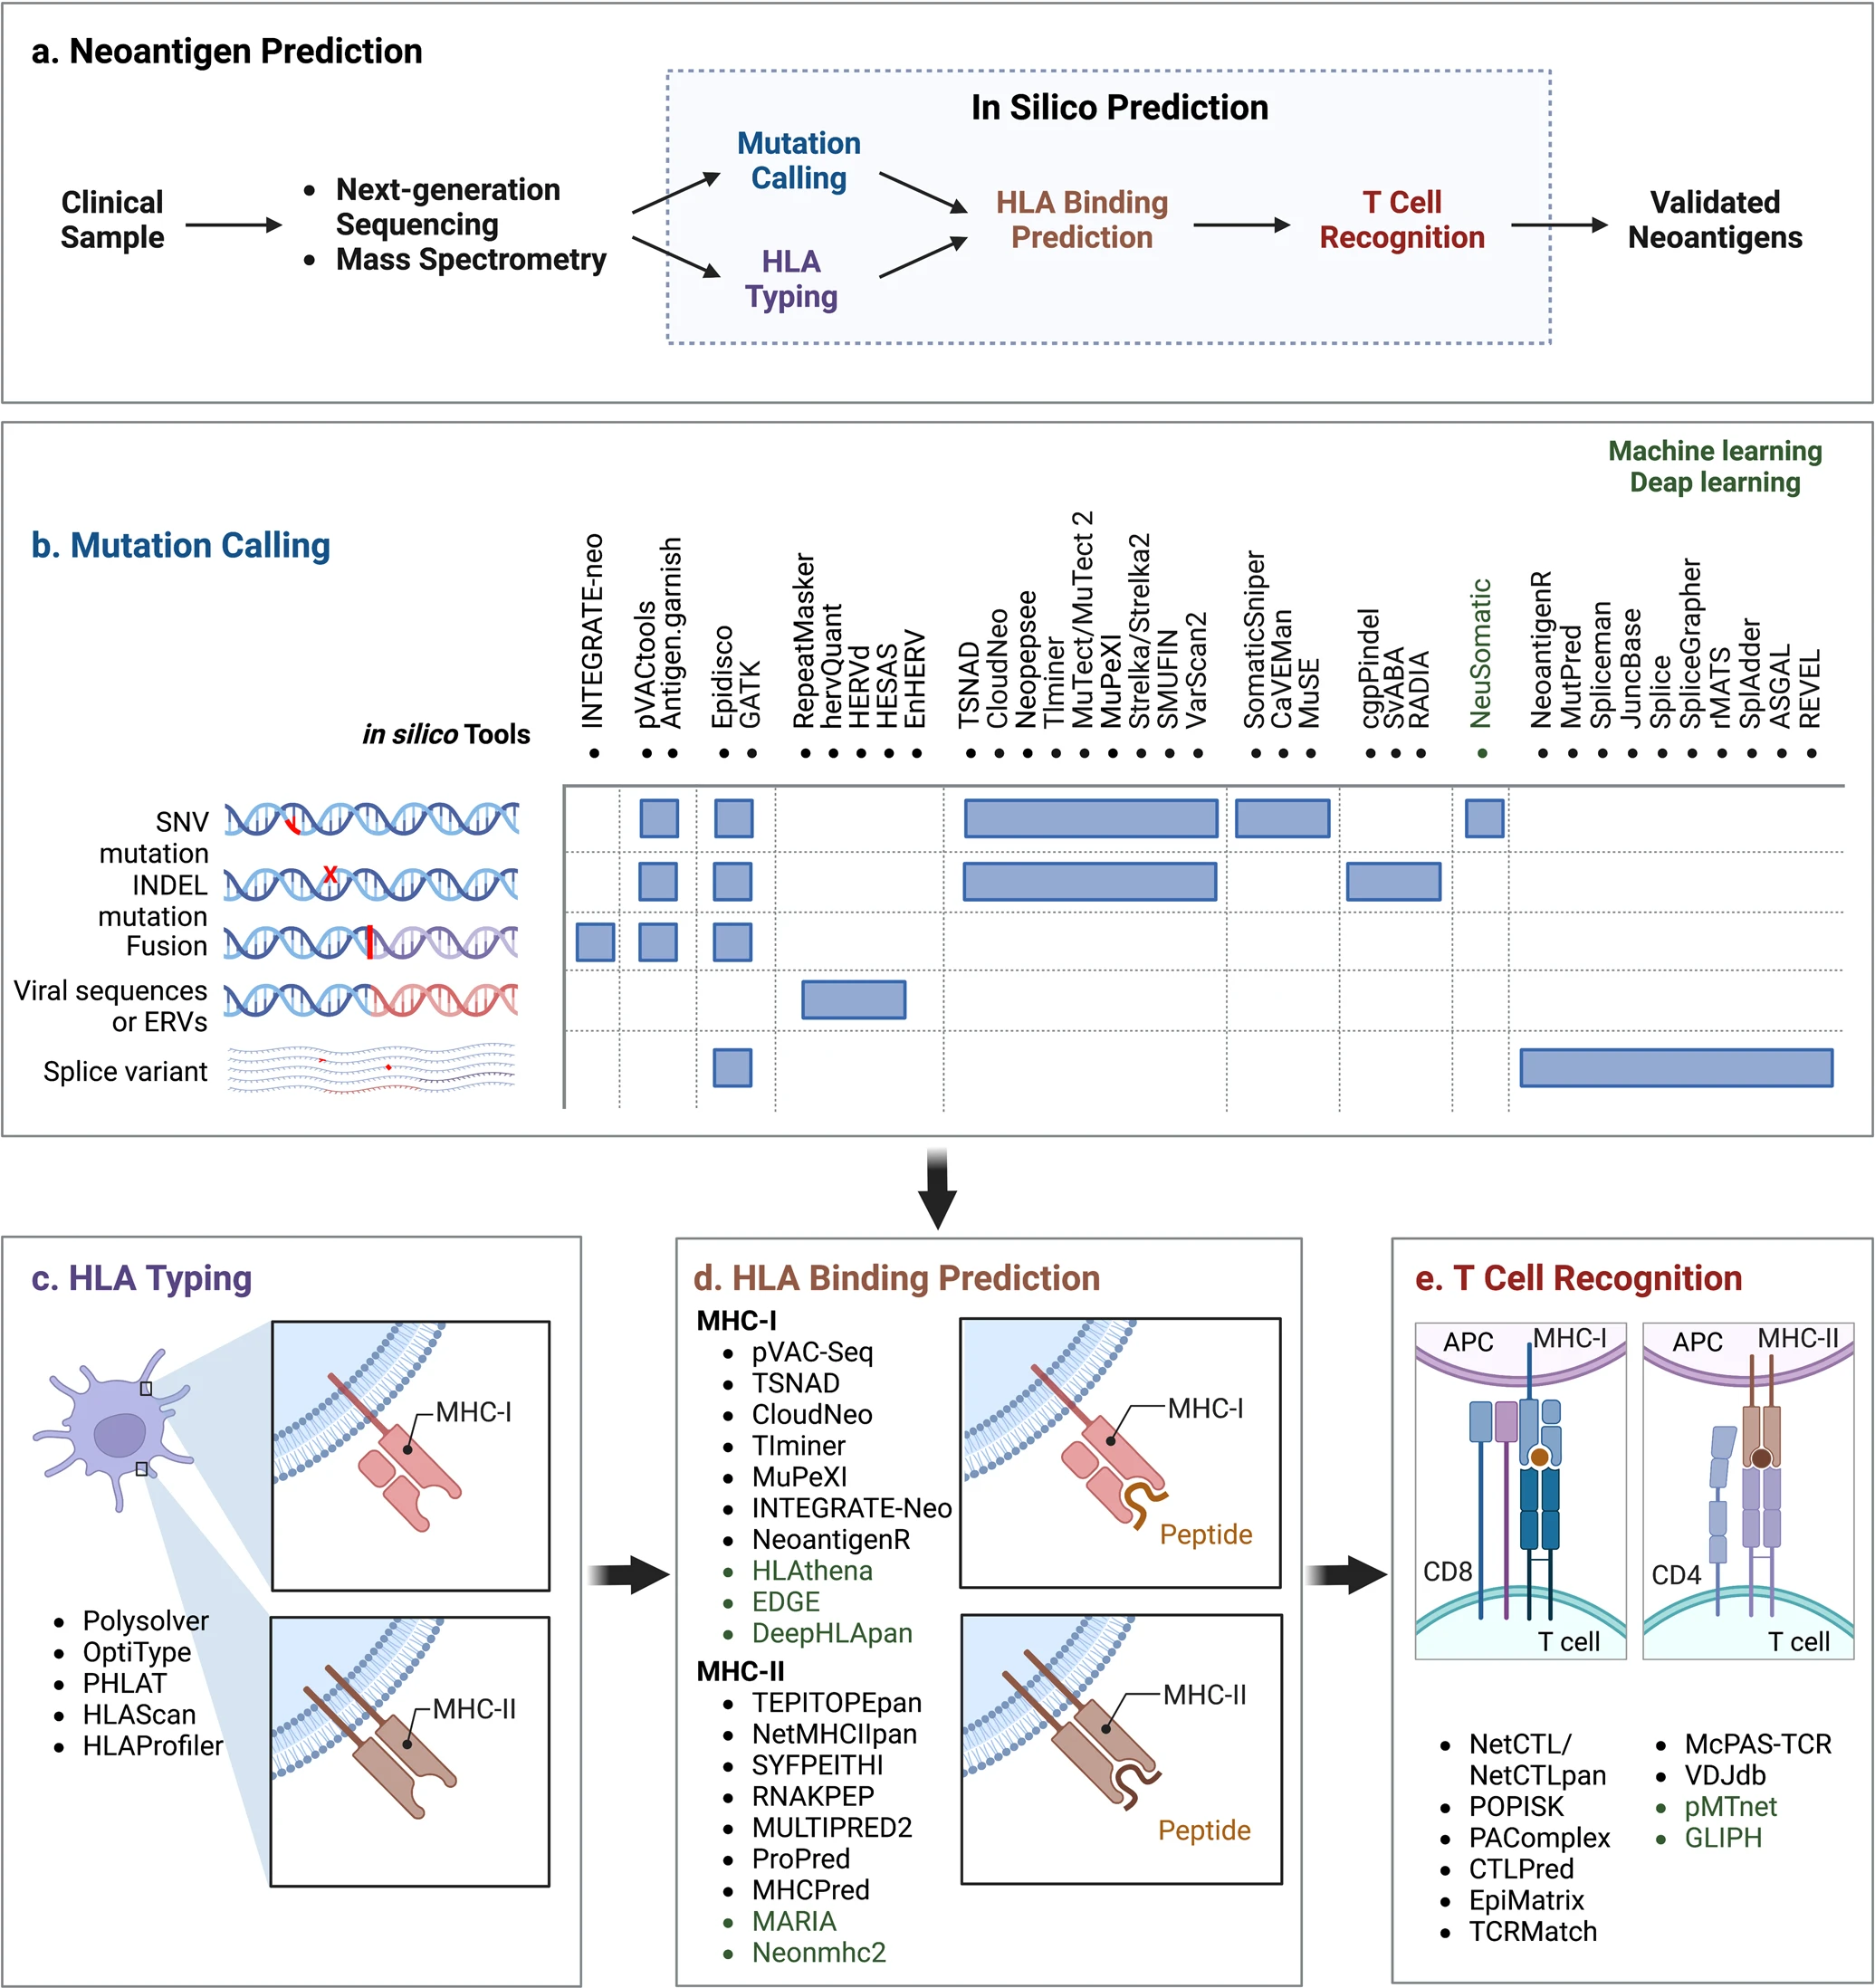 a. Neoantigen Prediction
In Silico Prediction
Clinical
Sample
• Next-generation
Sequencing
• Mass Spectrometry
Mutation
Calling
HLA
Typing
HLA Binding
Prediction
T Cell
Recognition
Validated
Neoantigens
Machine learning
Deap learning
b. Mutation Calling
in silico Tools
INTEGRATE-neo
pVACtools
Antigen.garnish
Epidisco
GATK
RepeatMasker
hervQuant
HERVd
HESAS
EnHERV
TSNAD
CloudNeo
Neopepsee
TIminer
MuTect/MuTect 2
MuPeXI
Strelka/Strelka2
SMUFIN
VarScan2
SomaticSniper
CaVEMan
MuSE
cgpPindel
SvABA
RADIA
NeuSomatic
NeoantigenR
MutPred
Spliceman
JuncBase
Splice
SpliceGrapher
rMATS
SplAdder
ASGAL
REVEL
SNV
mutation
INDEL
mutation
X
Fusion
Viral sequences
or ERVs
Splice variant
c. HLA Typing
MHC-I
MHC-II
• Polysolver
• OptiType
• PHLAT
• HLAScan
• HLAProfiler
d. HLA Binding Prediction
MHC-I
• pVAC-Seq
• TSNAD
• CloudNeo
• TIminer
• MuPeXI
• INTEGRATE-Neo
• NeoantigenR
• HLAthena
• EDGE
• DeepHLApan
MHC-II
• TEPITOPEpan
• NetMHCIIpan
• SYFPEITHI
• RNAKPEP
• MULTIPRED2
• ProPred
• MHCPred
• MARIA
• Neonmhc2
MHC-I
Peptide
MHC-II
Peptide
e. T Cell Recognition
APC
MHC-I
CD8
T cell
APC
MHC-II
CD4
T cell
• NetCTL/
NetCTLpan
• POPISK
• PAComplex
• CTLPred
• EpiMatrix
• TCRMatch
• McPAS-TCR
• VDJdb
• pMTnet
• GLIPH